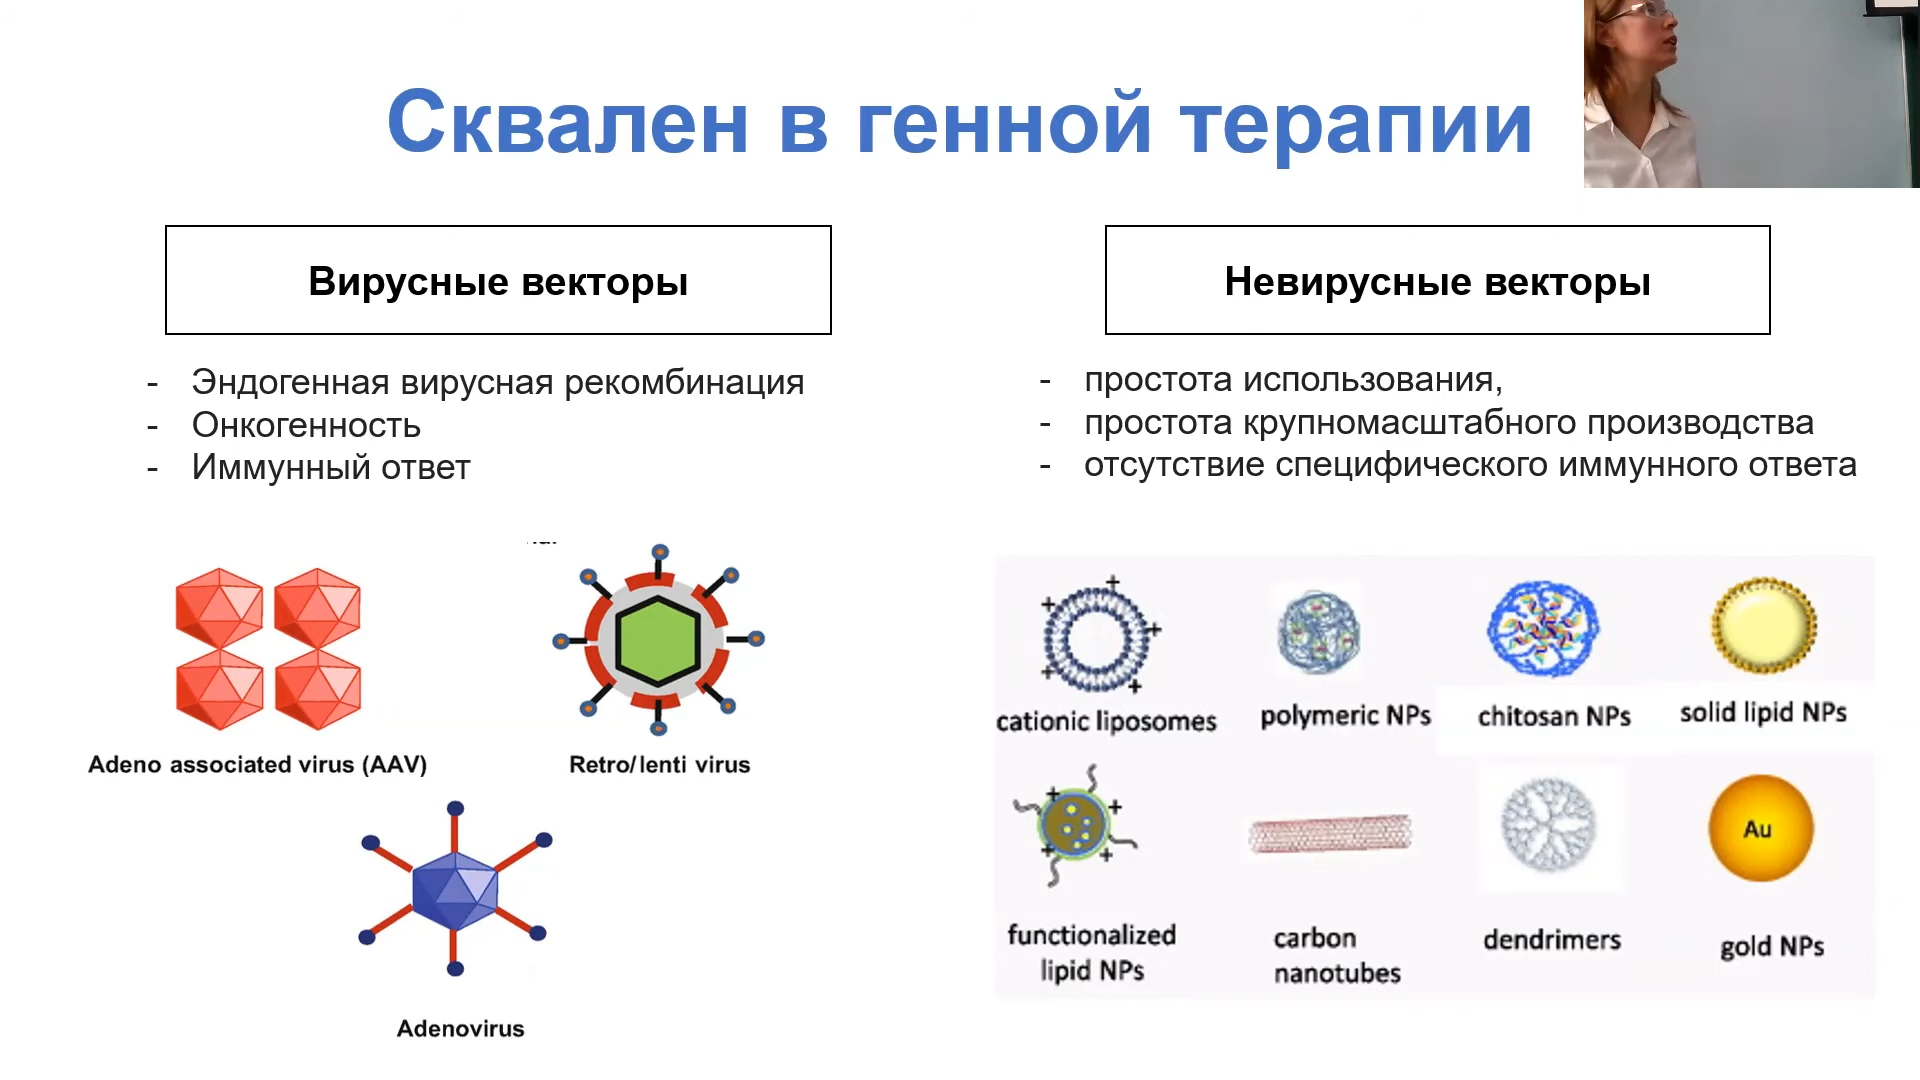 Сквален в генной терапии
Вирусные векторы
- Эндогенная вирусная рекомбинация
- Онкогенность
- Иммунный ответ
Adeno associated virus (AAV)
Retro/lenti virus
Adenovirus
Невирусные векторы
- простота использования,
- простота крупномасштабного производства
- отсутствие специфического иммунного ответа
cationic liposomes
polymeric NPs
chitosan NPs
solid lipid NPs
Au
functionalized
lipid NPs
carbon
nanotubes
dendrimers
gold NPs